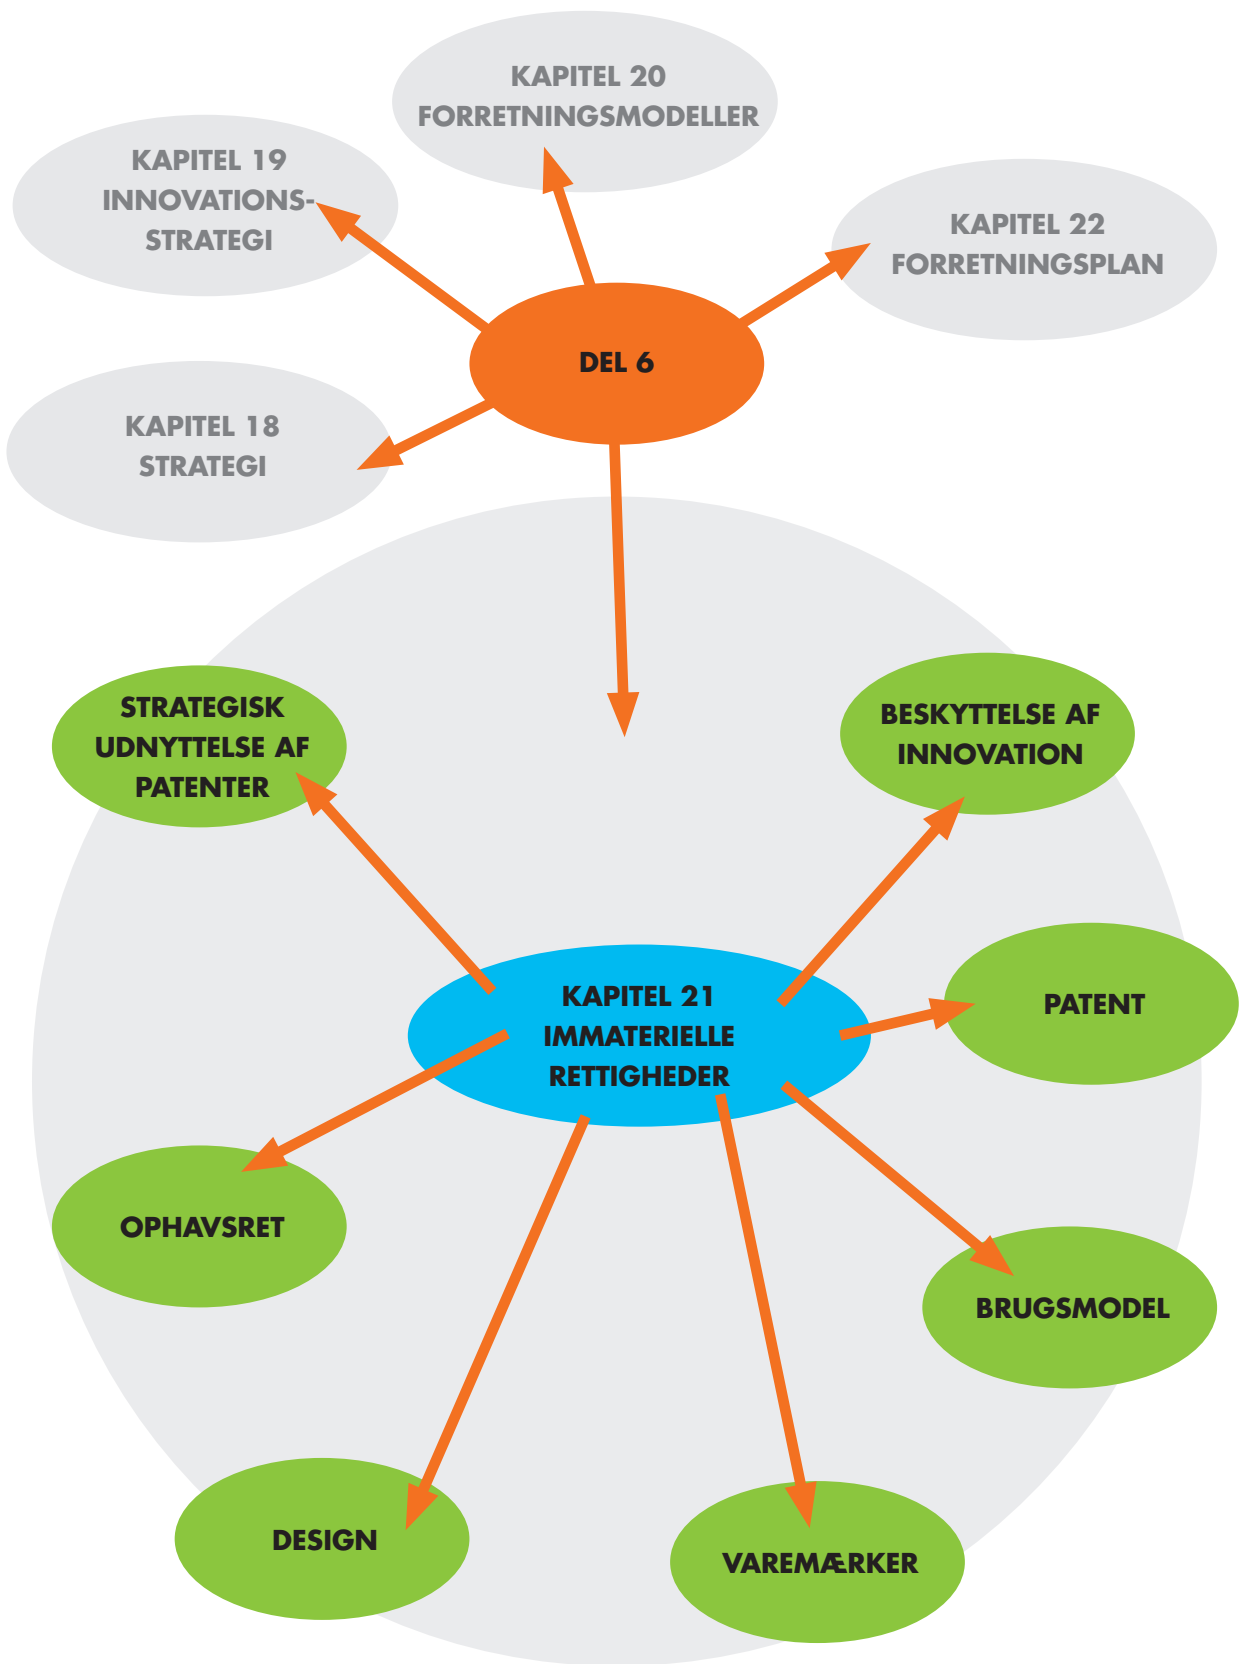 KAPITEL 20
FORRETNINGSMODELLER
KAPITEL 19
INNOVATIONS-
STRATEGI
KAPITEL 22
FORRETNINGSPLAN
DEL 6
KAPITEL 18
STRATEGI
STRATEGISK
UDNYTTELSE AF
PATENTER
BESKYTTELSE AF
INNOVATION
KAPITEL 21
IMMATERIELLE
RETTIGHEDER
PATENT
OPHAVSRET
BRUGSMODEL
DESIGN
VAREMÆRKER